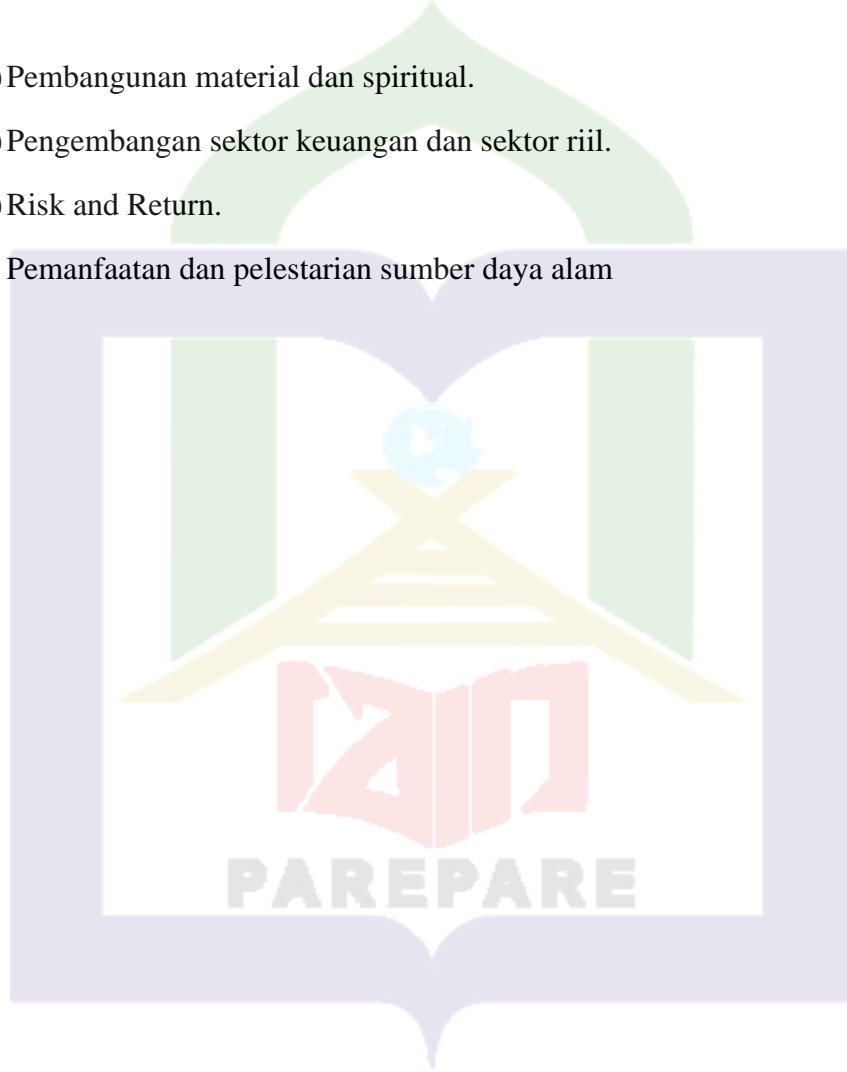 ) Pembangunan material dan spiritual.
) Pengembangan sektor keuangan dan sektor riil.
) Risk and Return.
Pemanfaatan dan pelestarian sumber daya alam
iain
PAREPARE